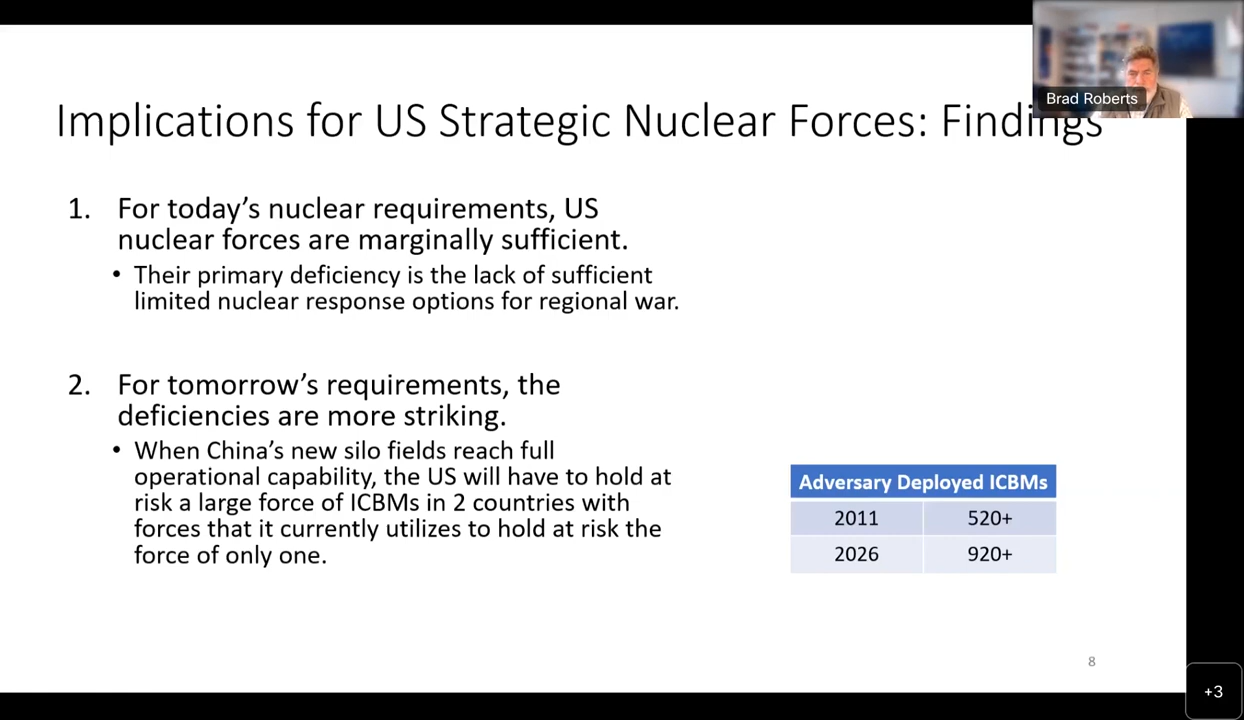 Brad Roberts
Implications for US Strategic Nuclear Forces: Findings
1. For today's nuclear requirements, US
nuclear forces are marginally sufficient.
• Their primary deficiency is the lack of sufficient
limited nuclear response options for regional war.
2. For tomorrow's requirements, the
deficiencies are more striking.
• When China's new silo fields reach full
operational capability, the US will have to hold at
risk a large force of ICBMs in 2 countries with
forces that it currently utilizes to hold at risk the
force of only one.
Adversary Deployed ICBMs
2011 520+
2026 920+
8
+3